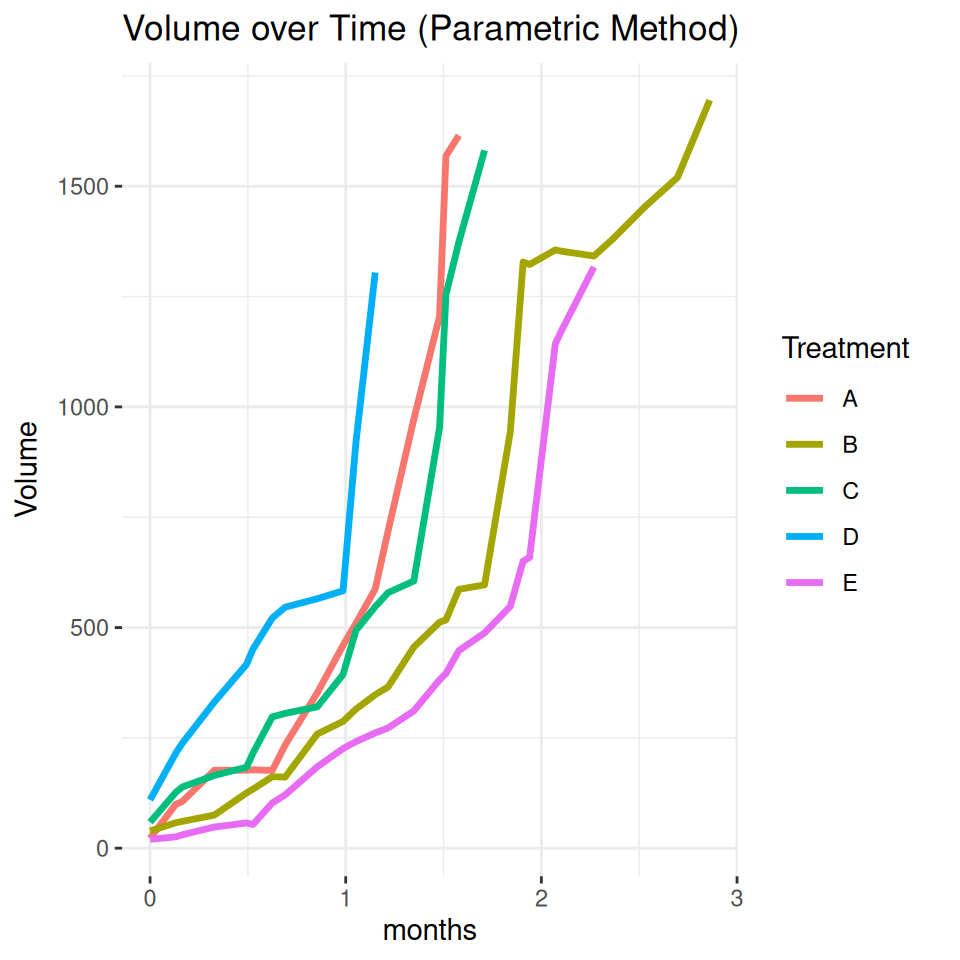 Volume over Time (Parametric Method)
1500
1000
500
0
Volume
0 1 2 3
months
Treatment
A
B
C
D
E